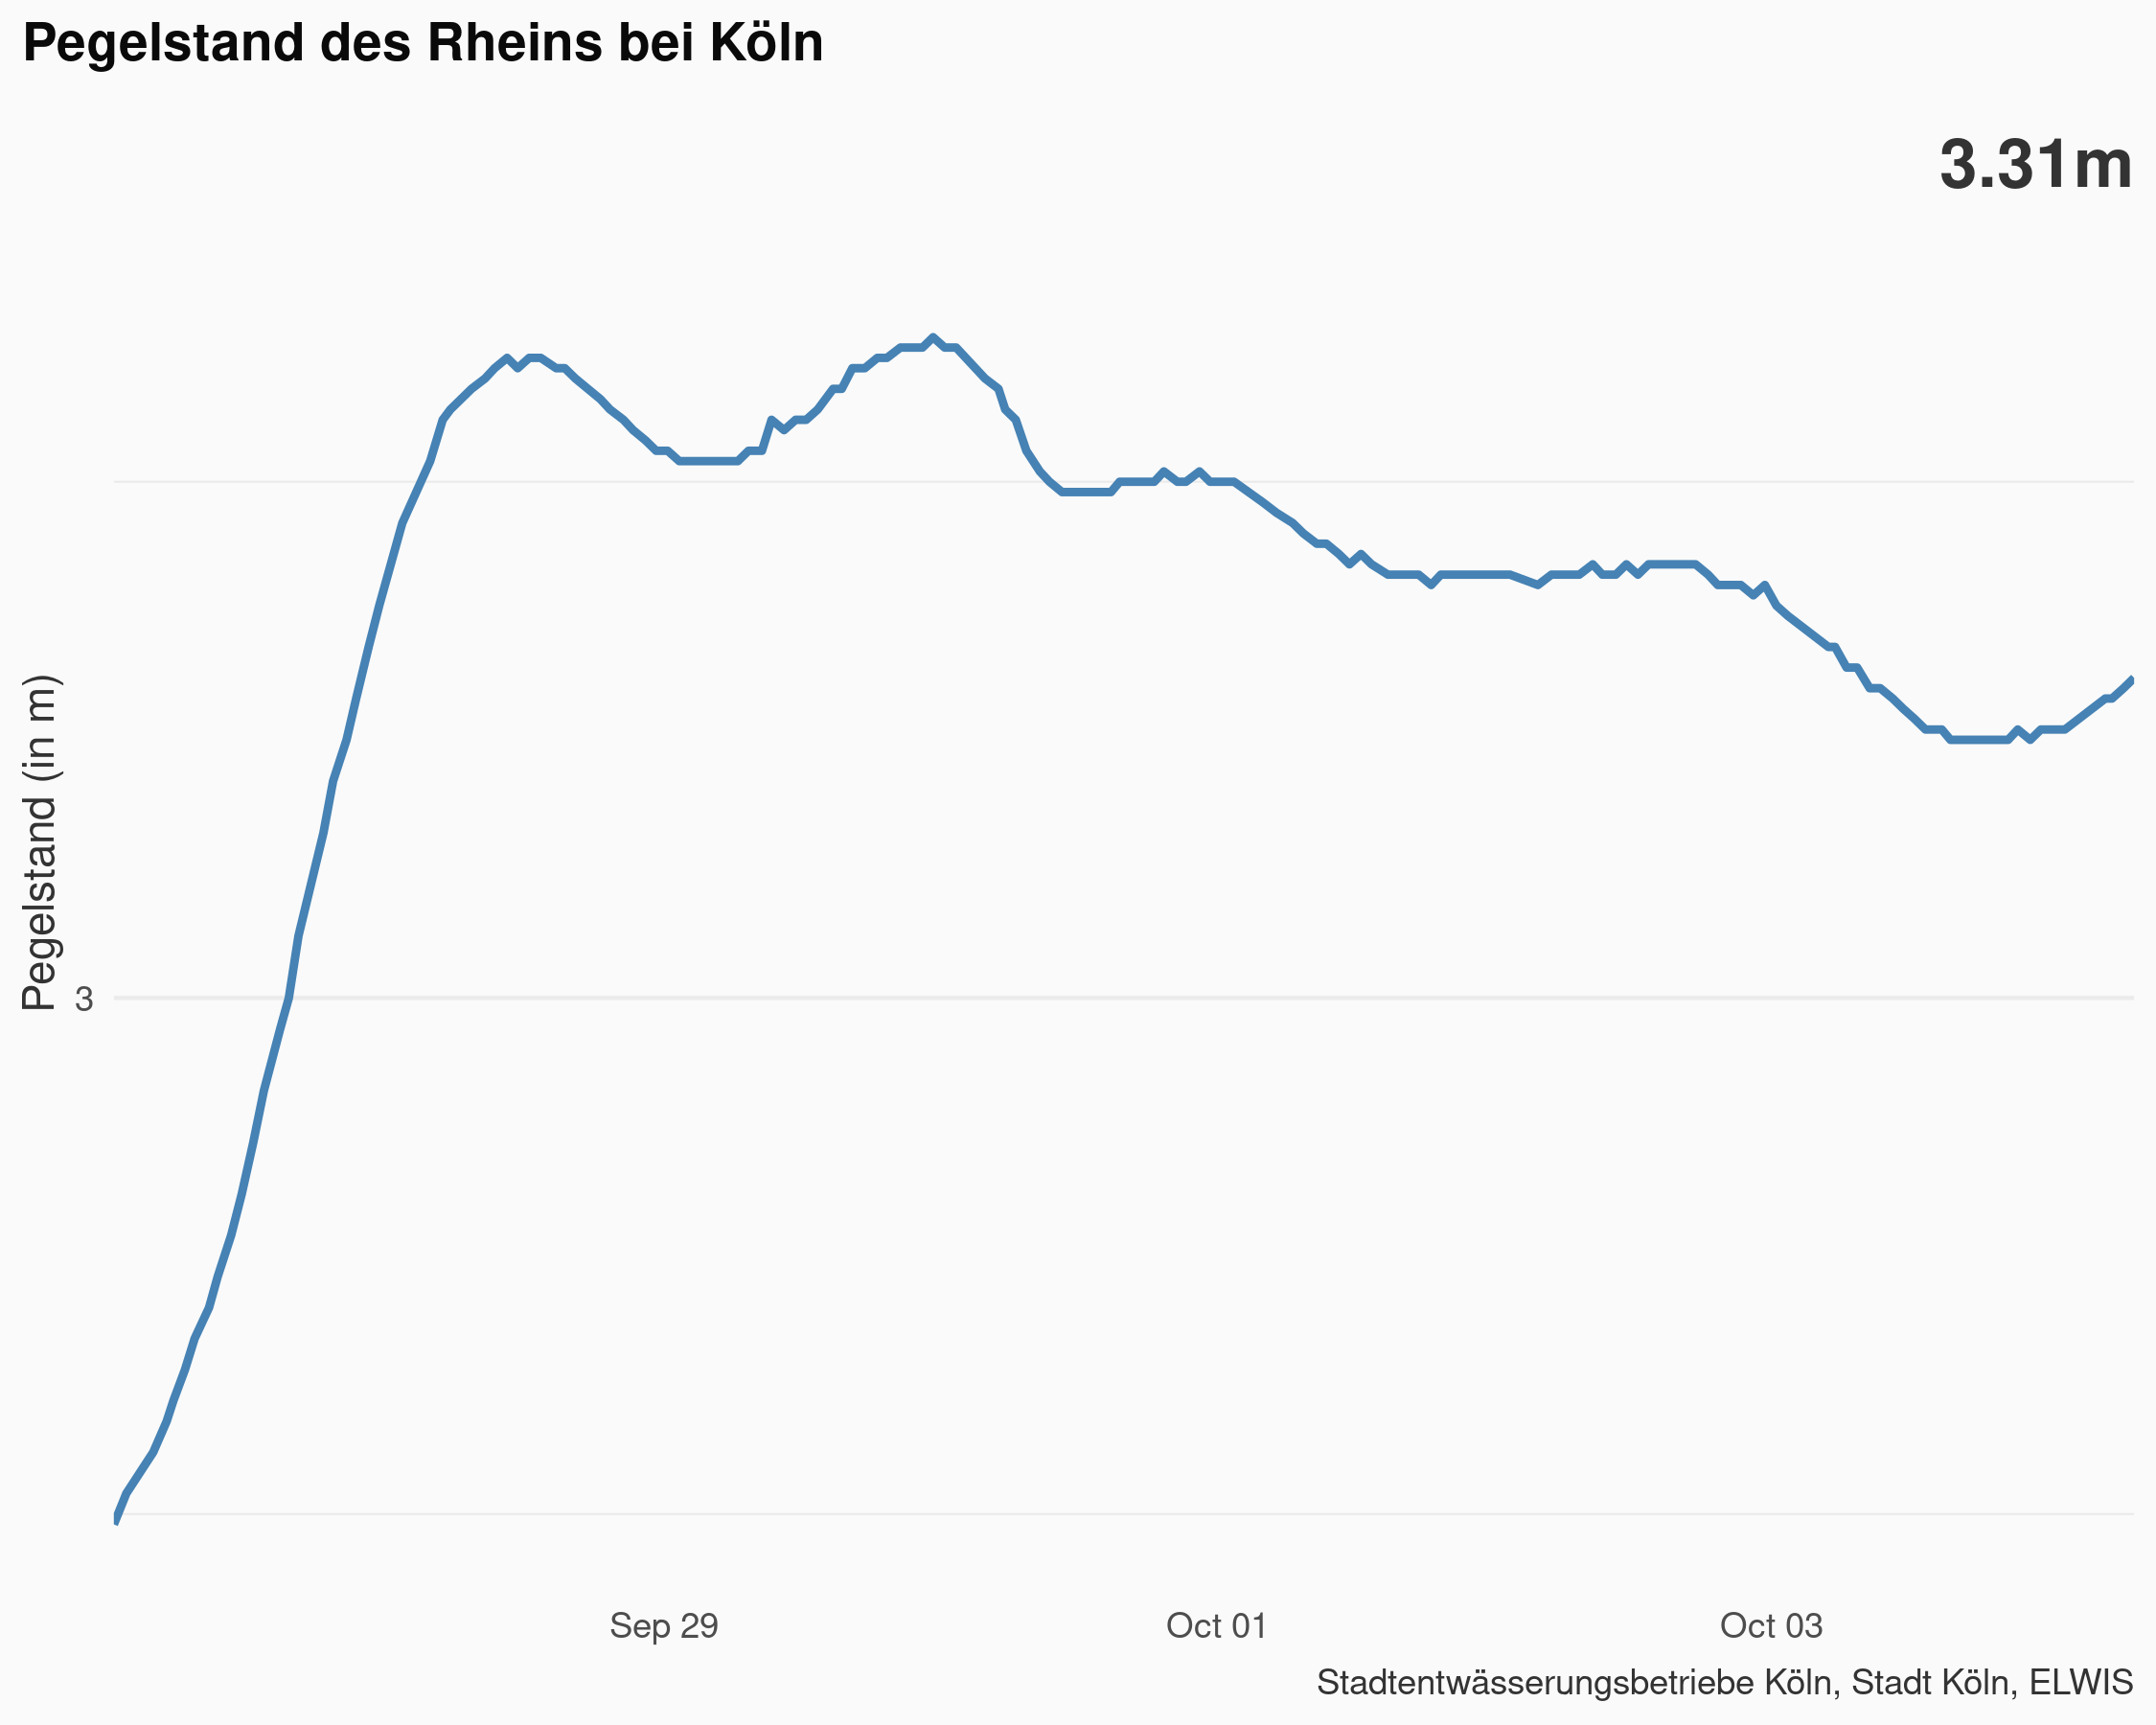 Pegelstand des Rheins bei Köln
3.31m
Pegelstand (in m)
3
Sep 29
Oct 01
Oct 03
Stadtentwässerungsbetriebe Köln, Stadt Köln, ELWIS